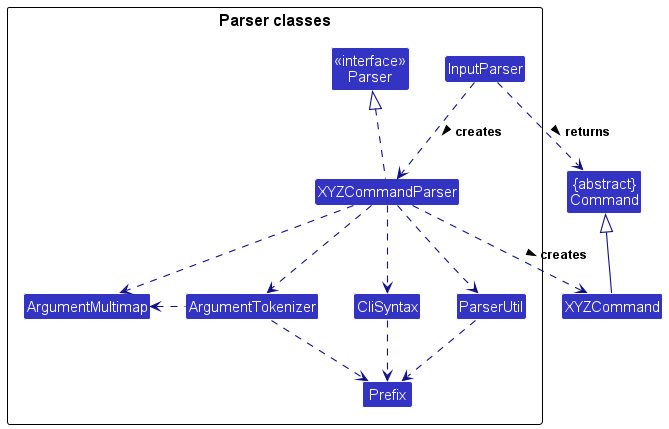 Parser classes
«interface»
Parser
InputParser
creates
returns
XYZCommandParser
{abstract}
Command
creates
ArgumentMultimap
ArgumentTokenizer
CliSyntax
ParserUtil
XYZCommand
Prefix